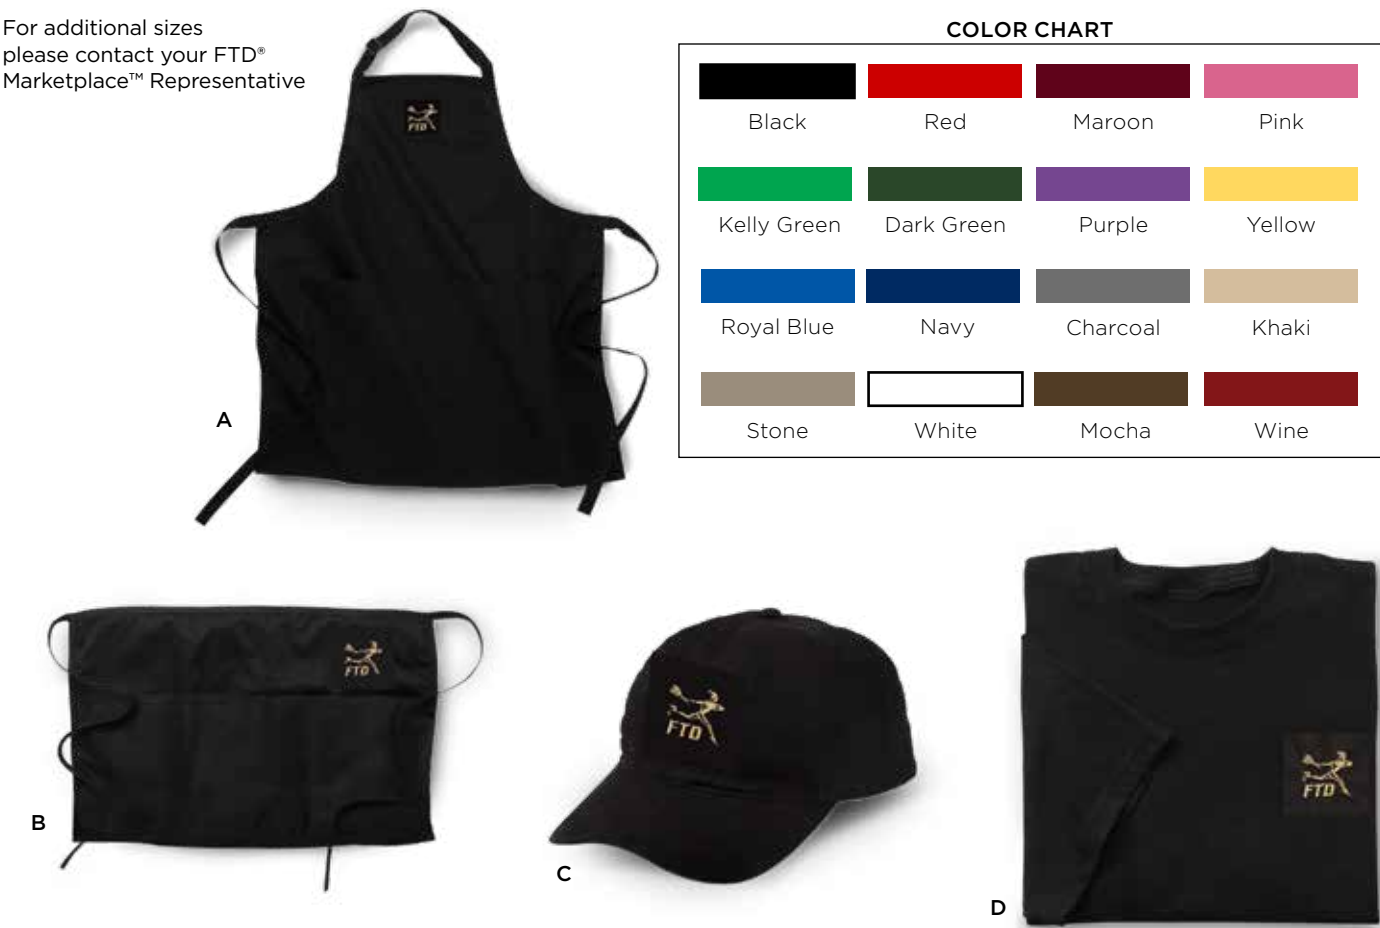 For additional sizes
please contact your FTD®
Marketplace™ Representative
COLOR CHART
Black Red Maroon Pink
Kelly Green Dark Green Purple Yellow
Royal Blue Navy Charcoal Khaki
Stone White Mocha Wine
FTD
A
FTD
B
FTD
C
FTD
D